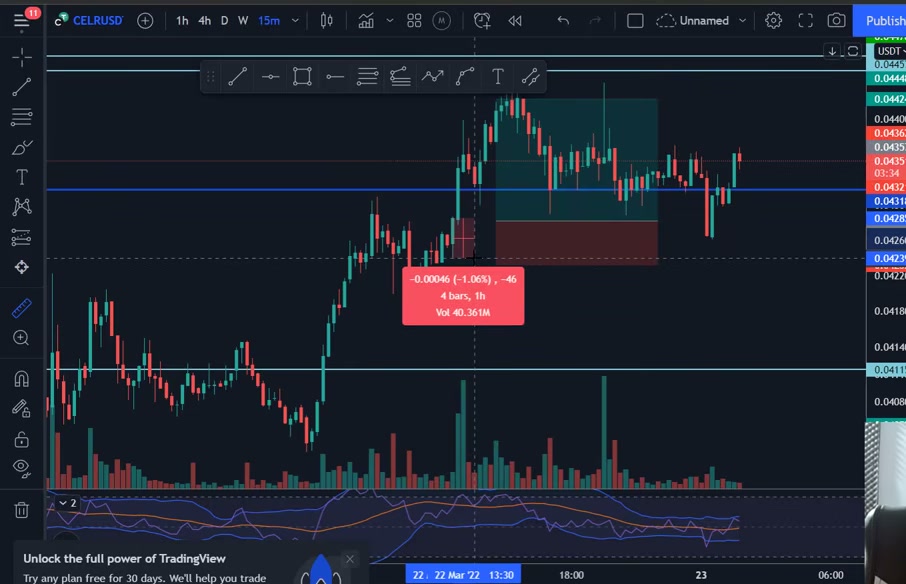 11
CELRUSD 1h 4h D W 15m M Unnamed Publish
USDT
0.0445
0.0444
0.0442
0.04400
0.0436
0.0435
0.0435
03:34
0.0432
0.0431
0.0428
0.0426
0.0423
0.0422
0.0418
0.0414
0.0411
0.0408
T
T
−0.00046 (−1.06%) , −46
4 bars, 1h
Vol 40.361M
2
Unlock the full power of TradingView
Try any plan free for 30 days. We'll help you trade
22 22 Mar '22 13:30 18:00 23 06:00